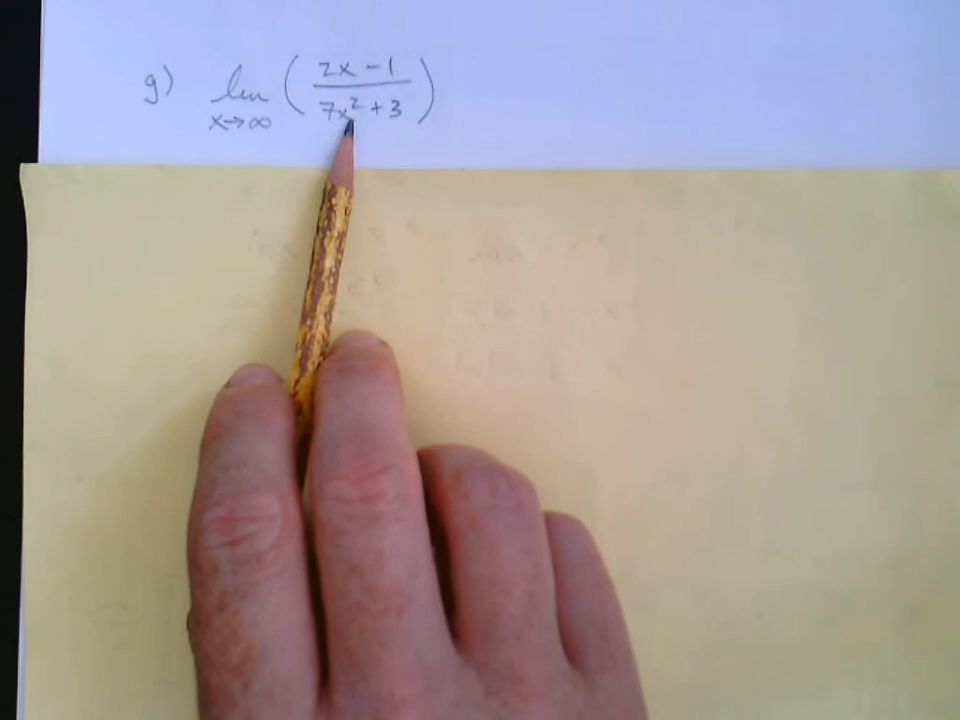 g) lim x→∞ ( 2x - 1 / 7x² + 3 )